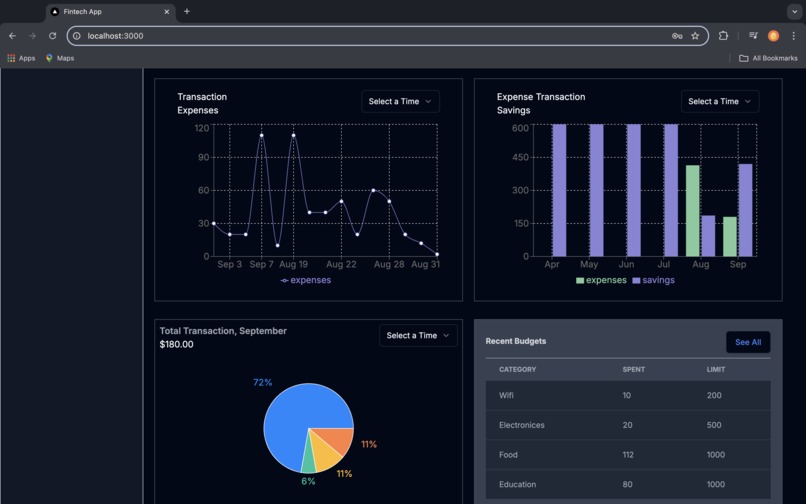 Fintech App
localhost:3000
Apps
Maps
All Bookmarks
Transaction
Expenses
Select a Time
120
90
60
30
0
Sep 3 Sep 7 Aug 19 Aug 22 Aug 28 Aug 31
expenses
Expense Transaction
Savings
Select a Time
600
450
300
150
0
Apr May Jun Jul Aug Sep
expenses savings
Total Transaction, September
$180.00
Select a Time
72%
11%
11%
6%
Recent Budgets
See All
CATEGORY SPENT LIMIT
Wifi 10 200
Electronices 20 500
Food 112 1000
Education 80 1000